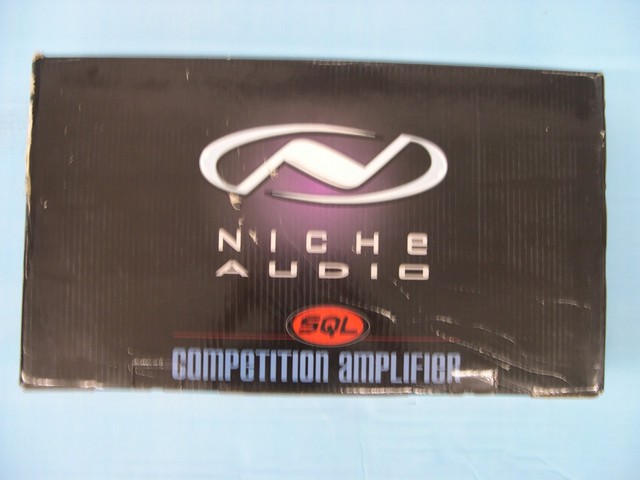 NICHE
AUDIO
SQL
COMPETITION AMPLIFIER